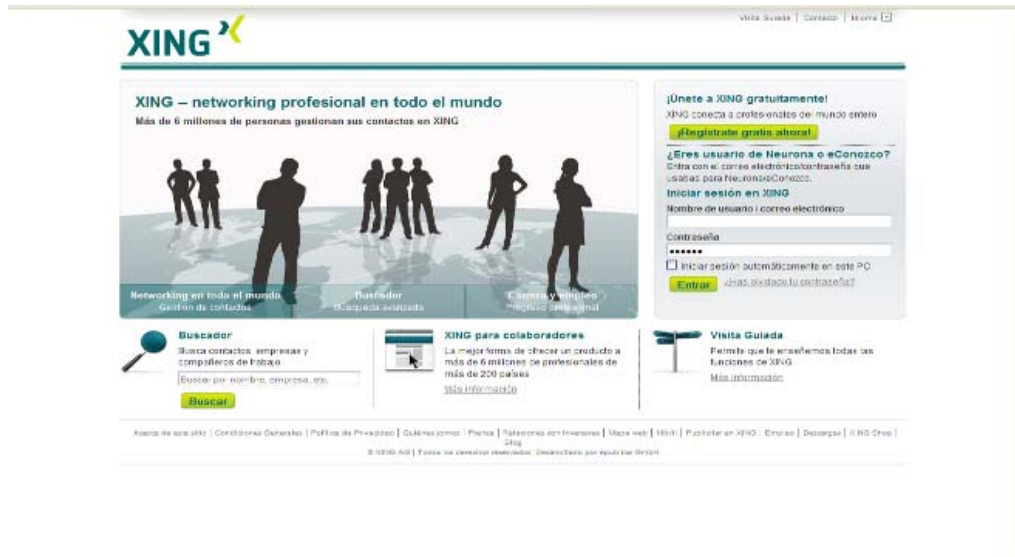 Visita Guiada | Contacto | Idioma
XING
XING – networking profesional en todo el mundo
Más de 6 millones de personas gestionan sus contactos en XING
Networking en todo el mundo
Gestión de contactos
Buscador
Búsqueda avanzada
Carrera y empleo
Progreso profesional
¡Únete a XING gratuitamente!
XING conecta a profesionales del mundo entero
¡Regístrate gratis ahora!
¿Eres usuario de Neurona o eConozco?
Entra con el correo electrónico/contraseña que
usabas para Neurona/eConozco.
Iniciar sesión en XING
Nombre de usuario / correo electrónico
Contraseña
Iniciar sesión automáticamente en este PC
Entrar ¿Has olvidado tu contraseña?
Buscador
Busca contactos, empresas y
compañeros de trabajo
Buscar por nombre, empresa, etc.
Buscar
XING para colaboradores
La mejor forma de ofrecer un producto a
más de 6 millones de profesionales de
más de 200 países
Más información
Visita Guiada
Permite que te enseñemos todas las
funciones de XING
Más información
Acerca de este sitio | Condiciones Generales | Política de Privacidad | Quiénes somos | Prensa | Relaciones con Inversores | Mapa web | Móvil | Publicitar en XING | Empleo | Descargas | XING Shop |
Blog
© XING AG | Todos los derechos reservados. Desarrollado por epublica GmbH